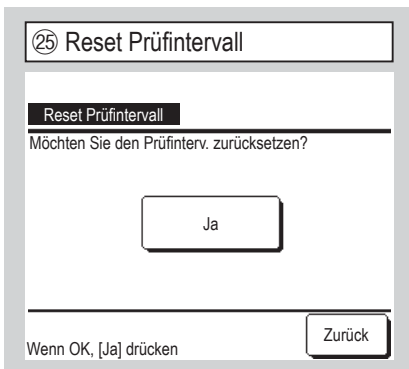 ㉕ Reset Prüfintervall
Reset Prüfintervall
Möchten Sie den Prüfinterv. zurücksetzen?
Ja
Zurück
Wenn OK, [Ja] drücken